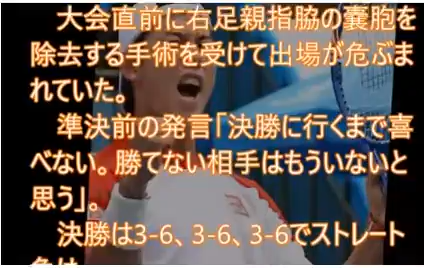 大会直前に右足親指脇の嚢胞を
除去する手術を受けて出場が危ぶま
れていた。
準決前の発言「決勝に行くまで喜
べない。勝てない相手はもういないと
思う」。
決勝は3-6、3-6、3-6でストレート
負け